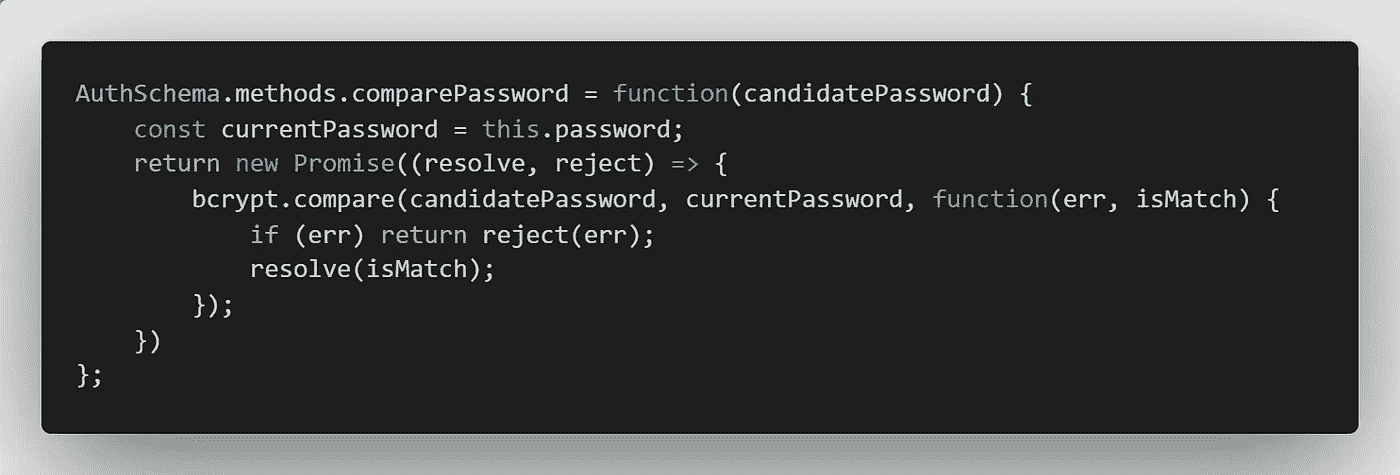 AuthSchema.methods.comparePassword = function(candidatePassword) {
    const currentPassword = this.password;
    return new Promise((resolve, reject) => {
        bcrypt.compare(candidatePassword, currentPassword, function(err, isMatch) {
            if (err) return reject(err);
            resolve(isMatch);
        });
    })
};